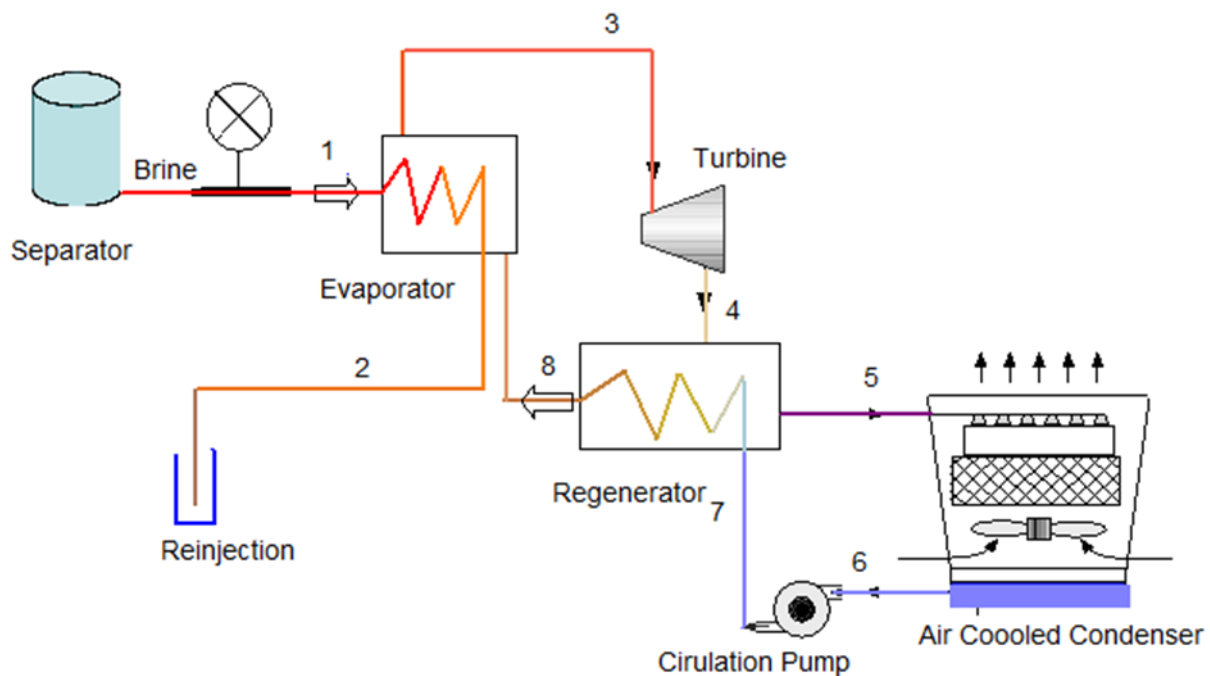 3
Brine
1
Turbine
Separator
Evaporator
4
2
8
5
Regenerator
7
Reinjection
6
Air Coooled Condenser
Cirulation Pump